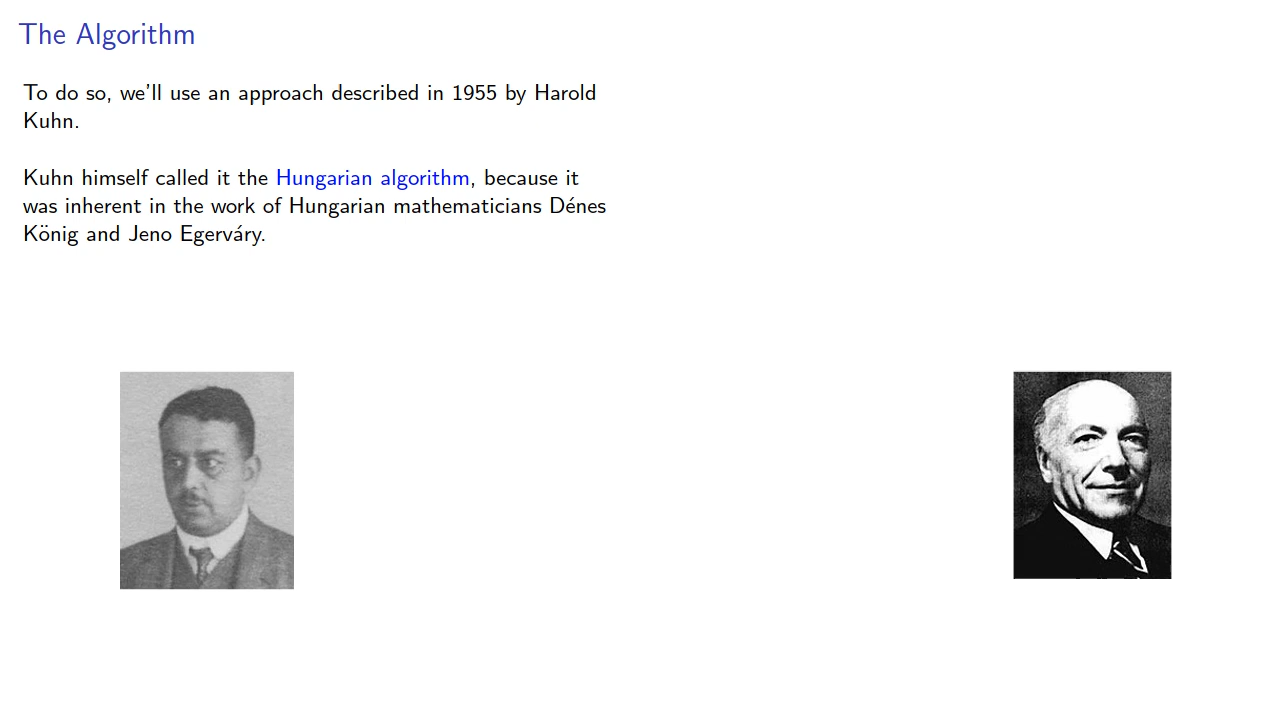 The Algorithm
To do so, we'll use an approach described in 1955 by Harold
Kuhn.
Kuhn himself called it the Hungarian algorithm, because it
was inherent in the work of Hungarian mathematicians Dénes
König and Jeno Egerváry.